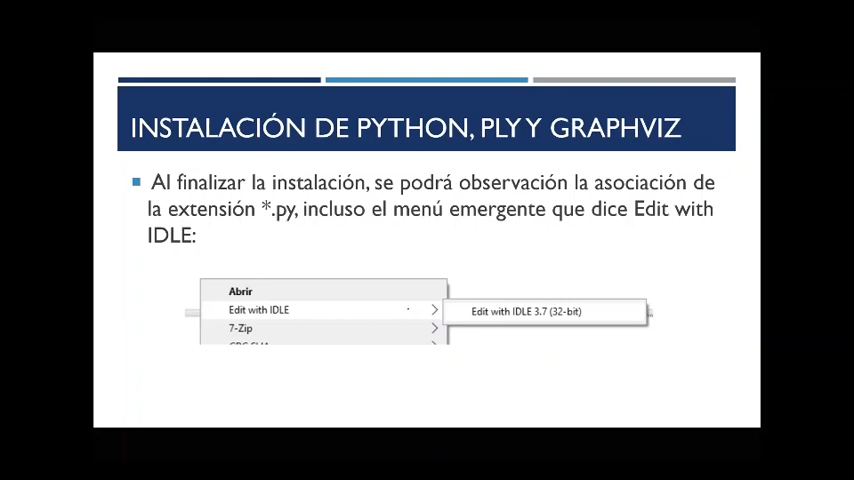 INSTALACIÓN DE PYTHON, PLY Y GRAPHVIZ
Al finalizar la instalación, se podrá observación la asociación de
la extensión *.py, incluso el menú emergente que dice Edit with
IDLE:
Abrir
Edit with IDLE
Edit with IDLE 3.7 (32-bit)
7-Zip